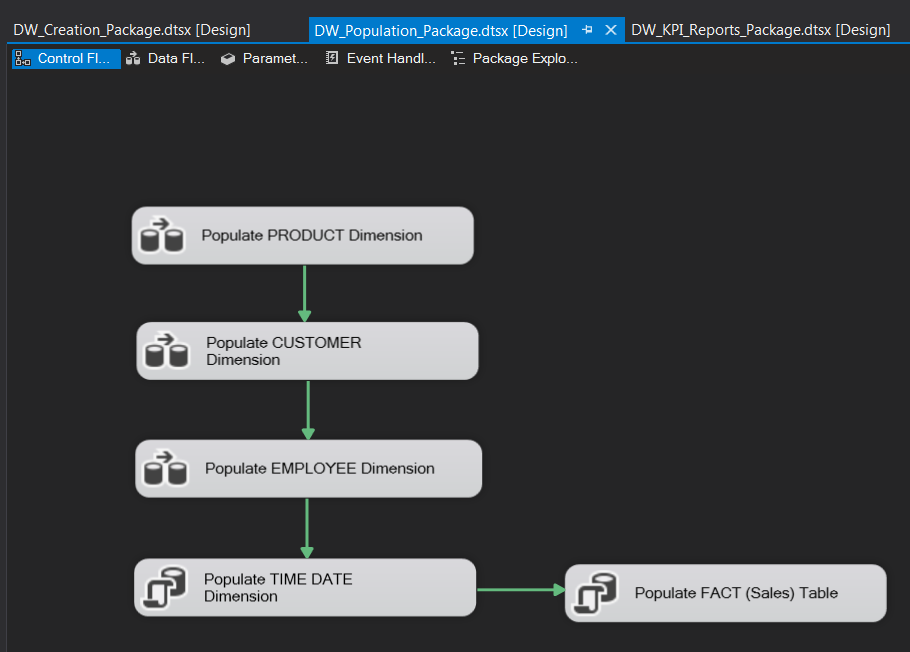 DW_Creation_Package.dtsx [Design]
DW_Population_Package.dtsx [Design]
DW_KPI_Reports_Package.dtsx [Design]
Control Fl...
Data Fl...
Paramet...
Event Handl...
Package Explo...
Populate PRODUCT Dimension
Populate CUSTOMER
Dimension
Populate EMPLOYEE Dimension
Populate TIME DATE
Dimension
Populate FACT (Sales) Table